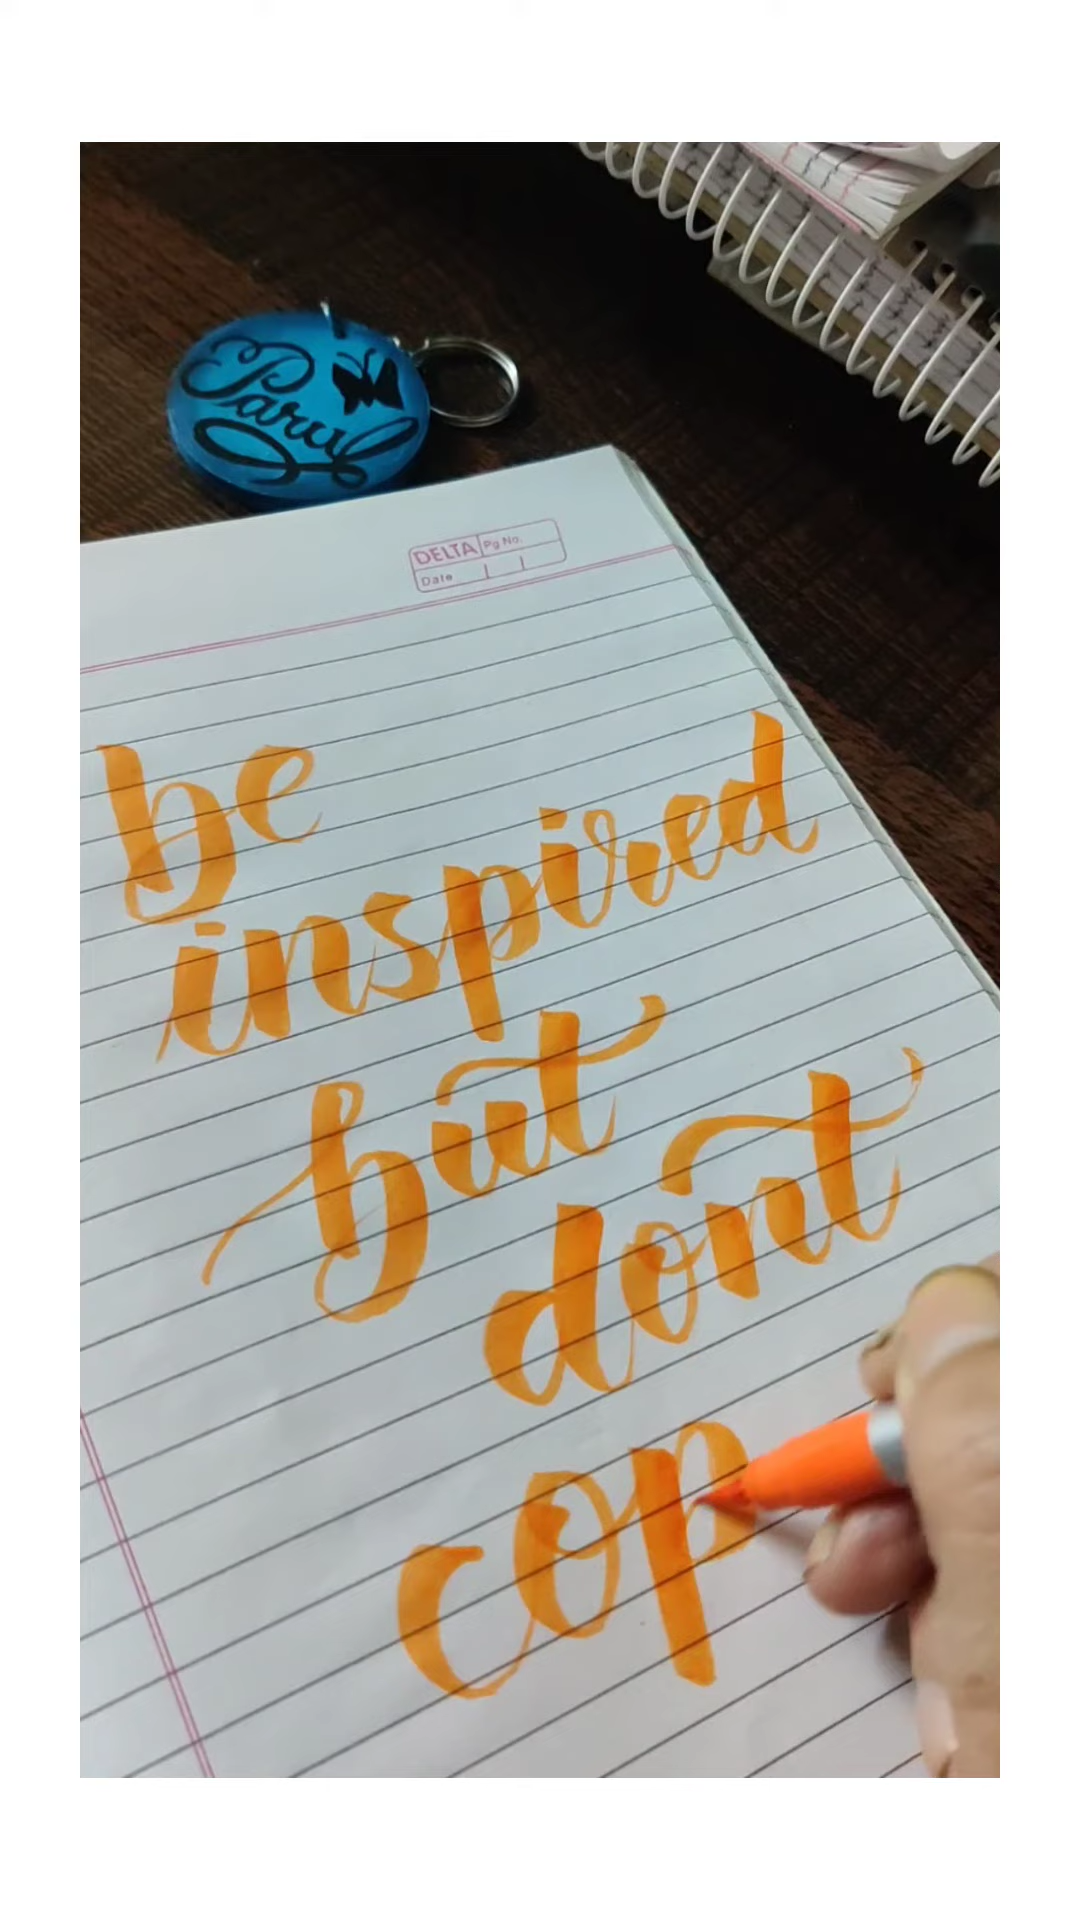 Parul
DELTA Pg No.
Date
be
inspired
but
dont
cop